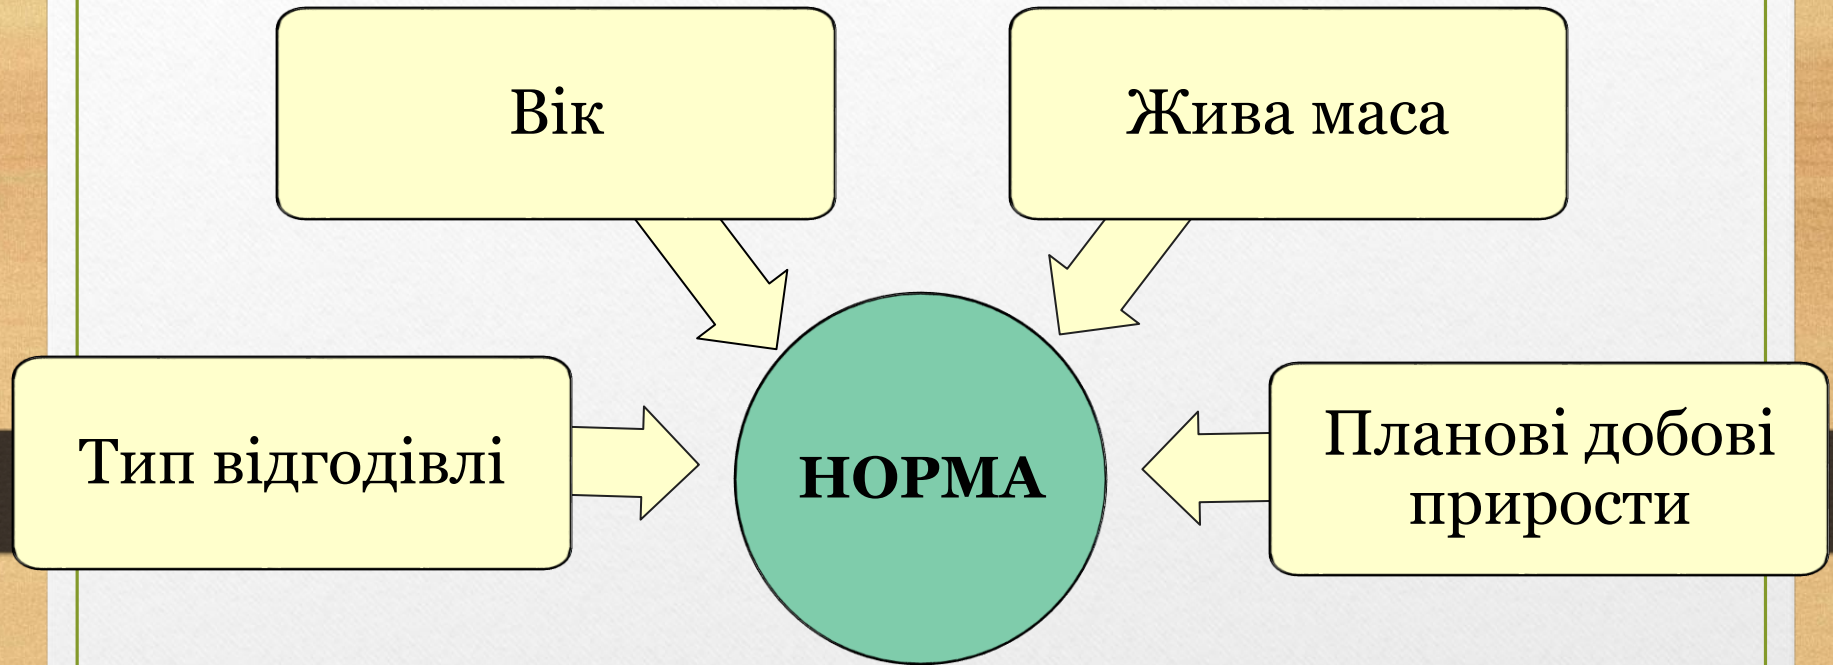 Вік
Жива маса
Тип відгодівлі
НОРМА
Планові добові
прирости